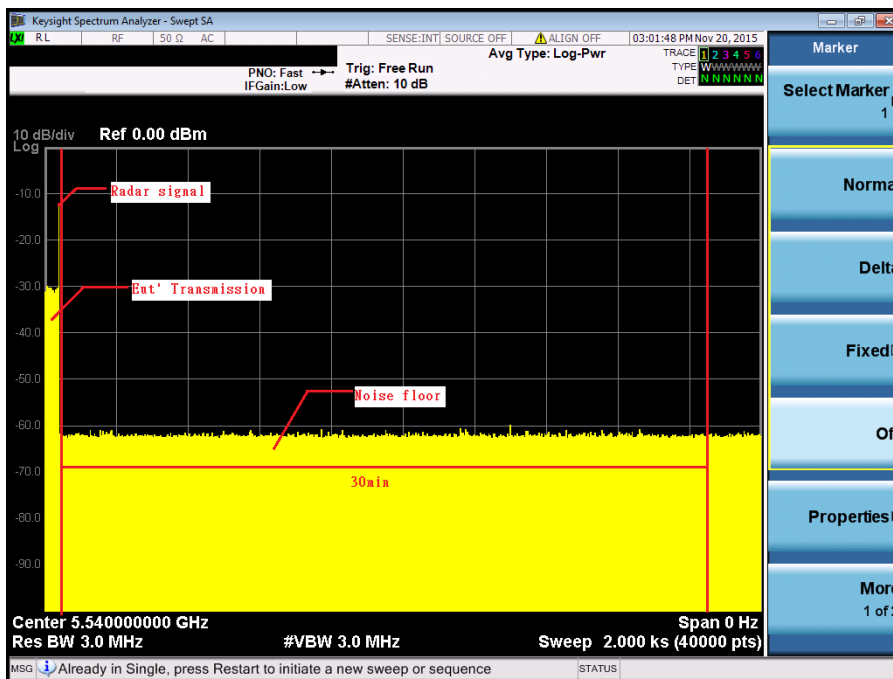 Keysight Spectrum Analyzer - Swept SA
LXI RL RF 50 Ω AC SENSE:INT SOURCE OFF ALIGN OFF 03:01:48 PM Nov 20, 2015
Marker
PNO: Fast
IFGain:Low
Trig: Free Run
#Atten: 10 dB
Avg Type: Log-Pwr
TRACE 1 2 3 4 5 6
TYPE WWWWWW
DET N N N N N N
Select Marker
1
10 dB/div Ref 0.00 dBm
Log
-10.0
-20.0
-30.0
-40.0
-50.0
-60.0
-70.0
-80.0
-90.0
Radar signal
Eut' Transmission
Noise floor
30min
Norma
Delta
Fixed
Of
Properties
More
1 of 2
Center 5.540000000 GHz
Span 0 Hz
Res BW 3.0 MHz
#VBW 3.0 MHz
Sweep 2.000 ks (40000 pts)
MSG Already in Single, press Restart to initiate a new sweep or sequence STATUS